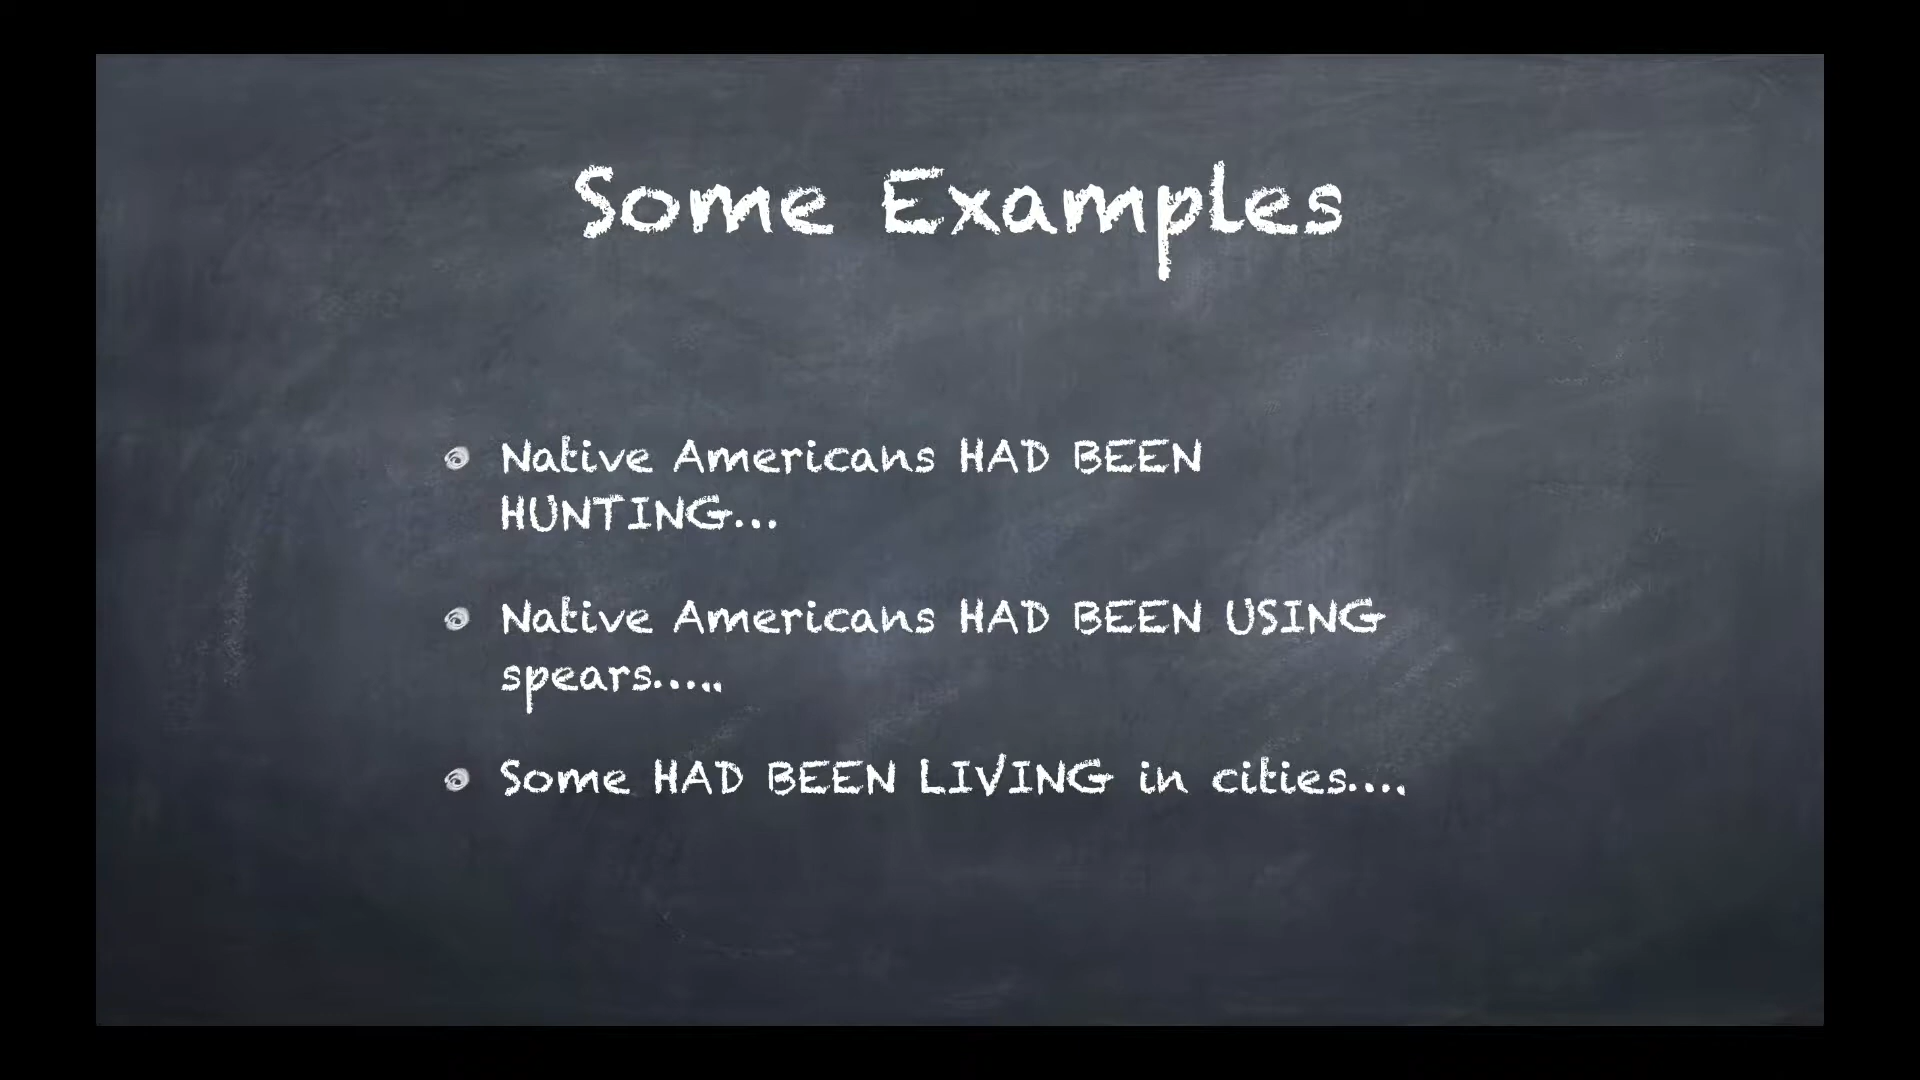 Some Examples
Native Americans HAD BEEN
HUNTING...
Native Americans HAD BEEN USING
spears.....
Some HAD BEEN LIVING in cities....